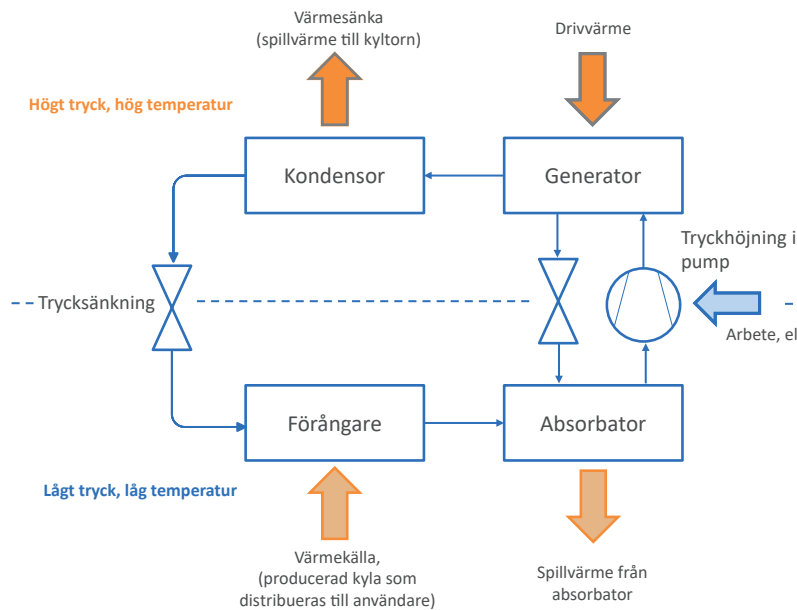 Värmesänka
(spillvärme till kyltorn)
Drivvärme
Högt tryck, hög temperatur
Kondensor
Generator
Tryckhöjning i
pump
Trycksänkning
Arbete, el
Förångare
Absorbator
Lågt tryck, låg temperatur
Värmekälla,
(producerad kyla som
distribueras till användare)
Spillvärme från
absorbator